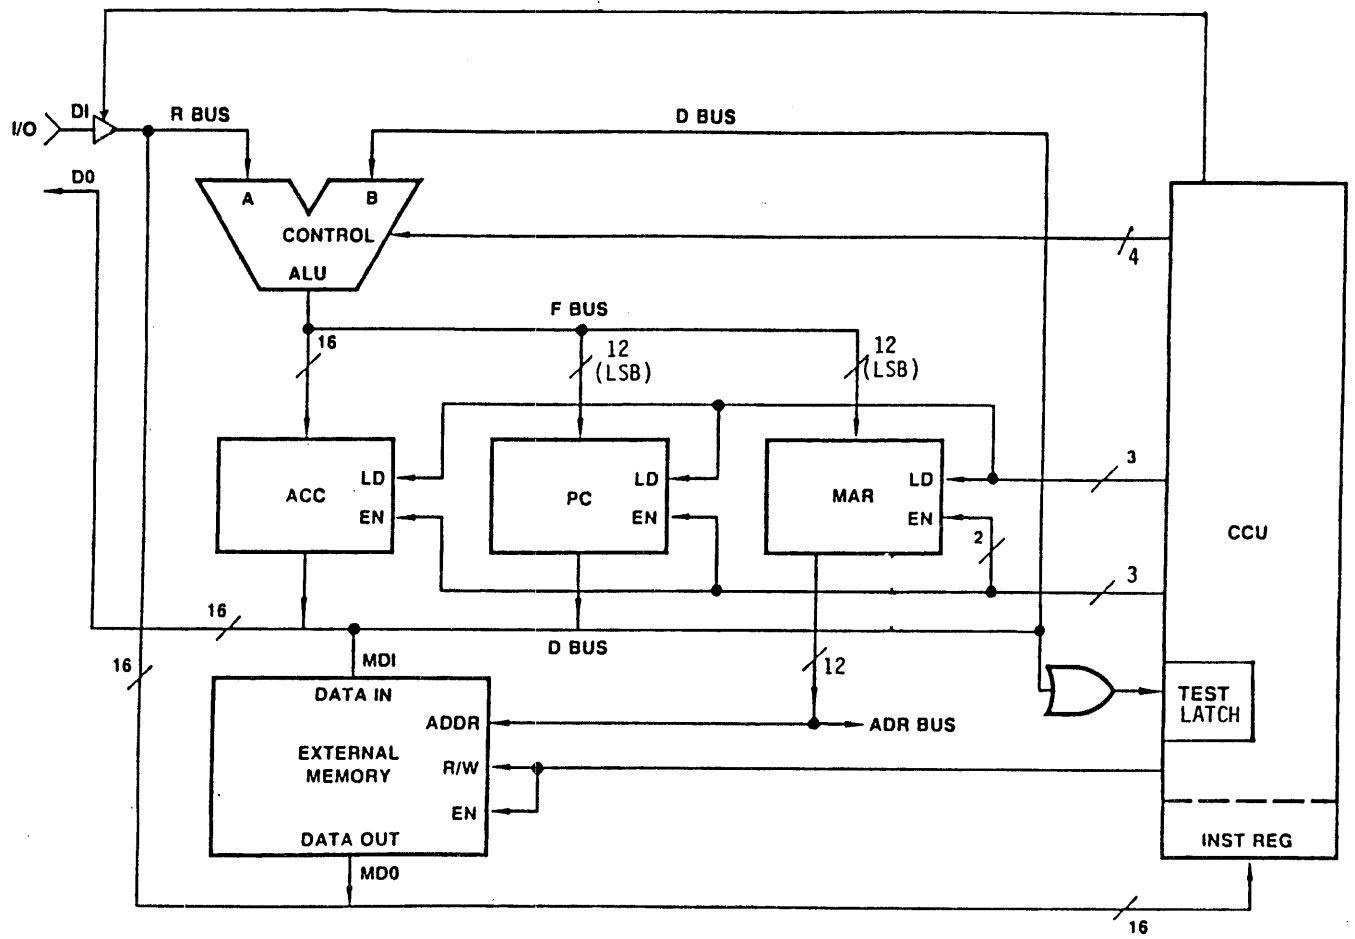 DI
R BUS
D BUS
I/O
D0
A
B
CONTROL
4
ALU
F BUS
16
12
(LSB)
12
(LSB)
3
LD
LD
LD
ACC
PC
MAR
EN
EN
EN
2
CCU
3
16
D BUS
MDI
16
12
DATA IN
TEST
LATCH
ADDR
ADR BUS
EXTERNAL
MEMORY
R/W
EN
DATA OUT
INST REG
MD0
16